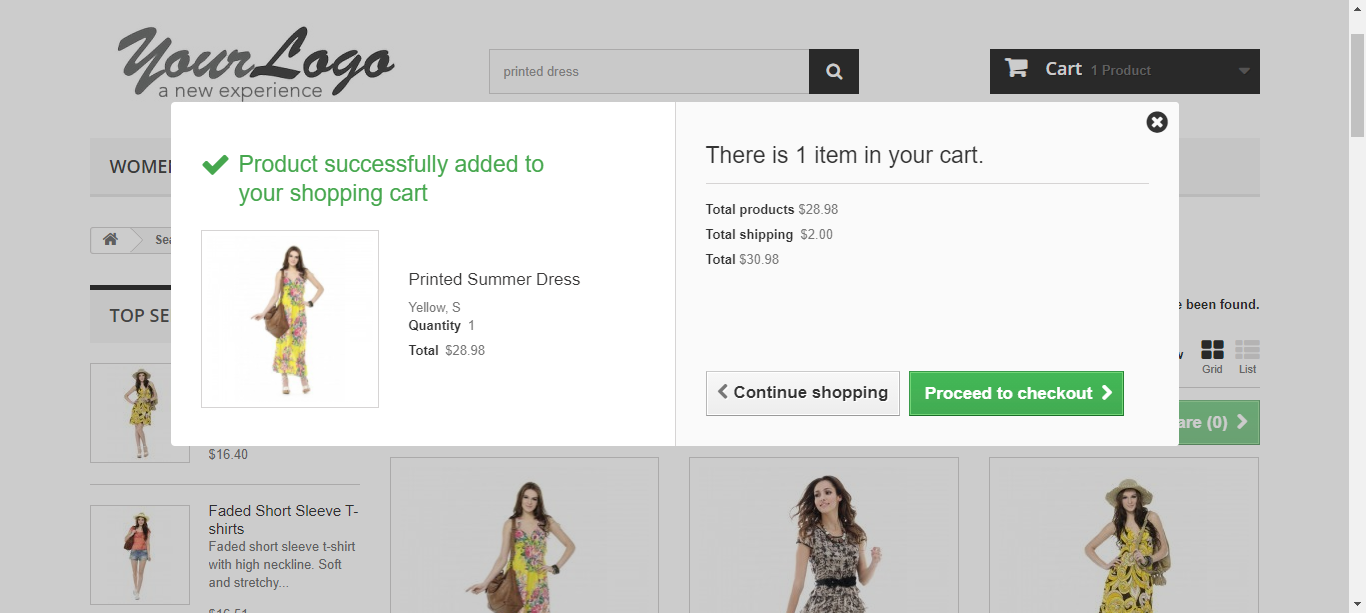 YourLogo
a new experience
printed dress
Cart 1 Product
WOME
Product successfully added to
your shopping cart
Printed Summer Dress
Yellow, S
Quantity 1
Total $28.98
There is 1 item in your cart.
Total products $28.98
Total shipping $2.00
Total $30.98
Continue shopping
Proceed to checkout
Sea
TOP SE
e been found.
Grid
List
are (0)
$16.40
Faded Short Sleeve T-
shirts
Faded short sleeve t-shirt
with high neckline. Soft
and stretchy...